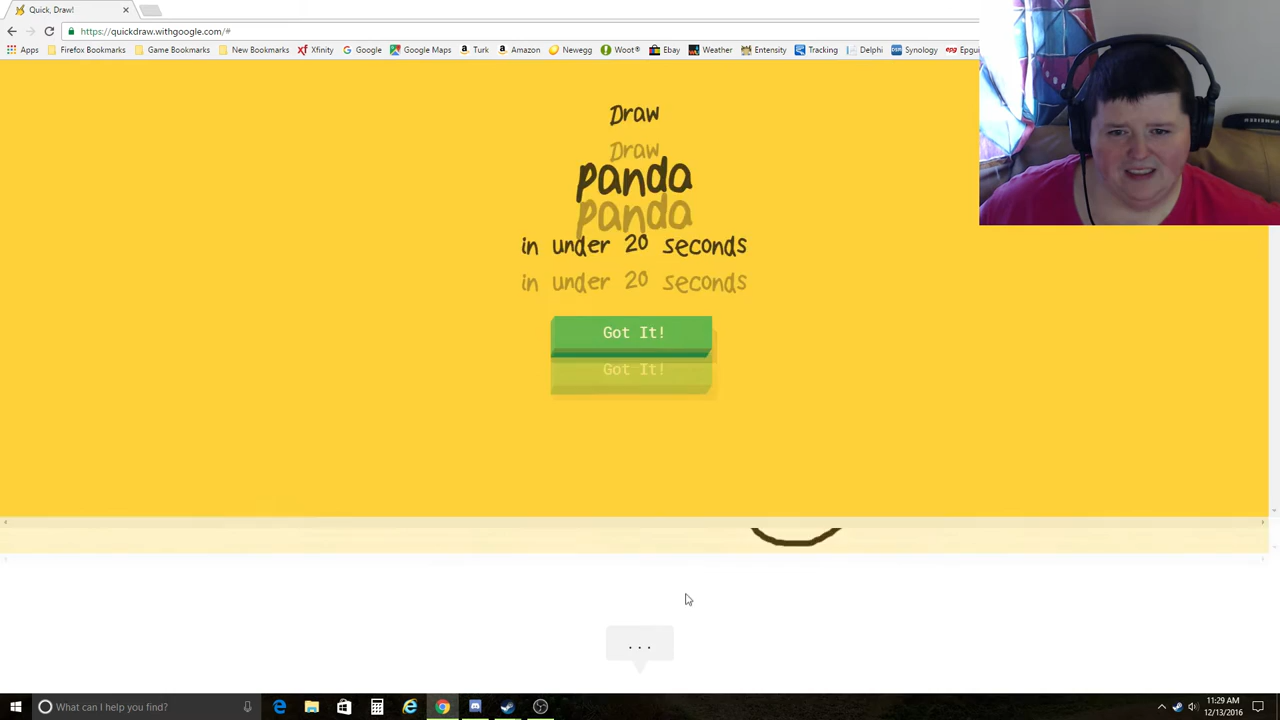 Quick, Draw!
https://quickdraw.withgoogle.com/#
Apps Firefox Bookmarks Game Bookmarks New Bookmarks Xfinity Google Google Maps Turk Amazon Newegg Woot® Ebay Weather Entensity Tracking Delphi Synology Epgui
Draw
Draw
panda
panda
in under 20 seconds
in under 20 seconds
Got It!
Got It!
...
What can I help you find?
11:29 AM
12/13/2016